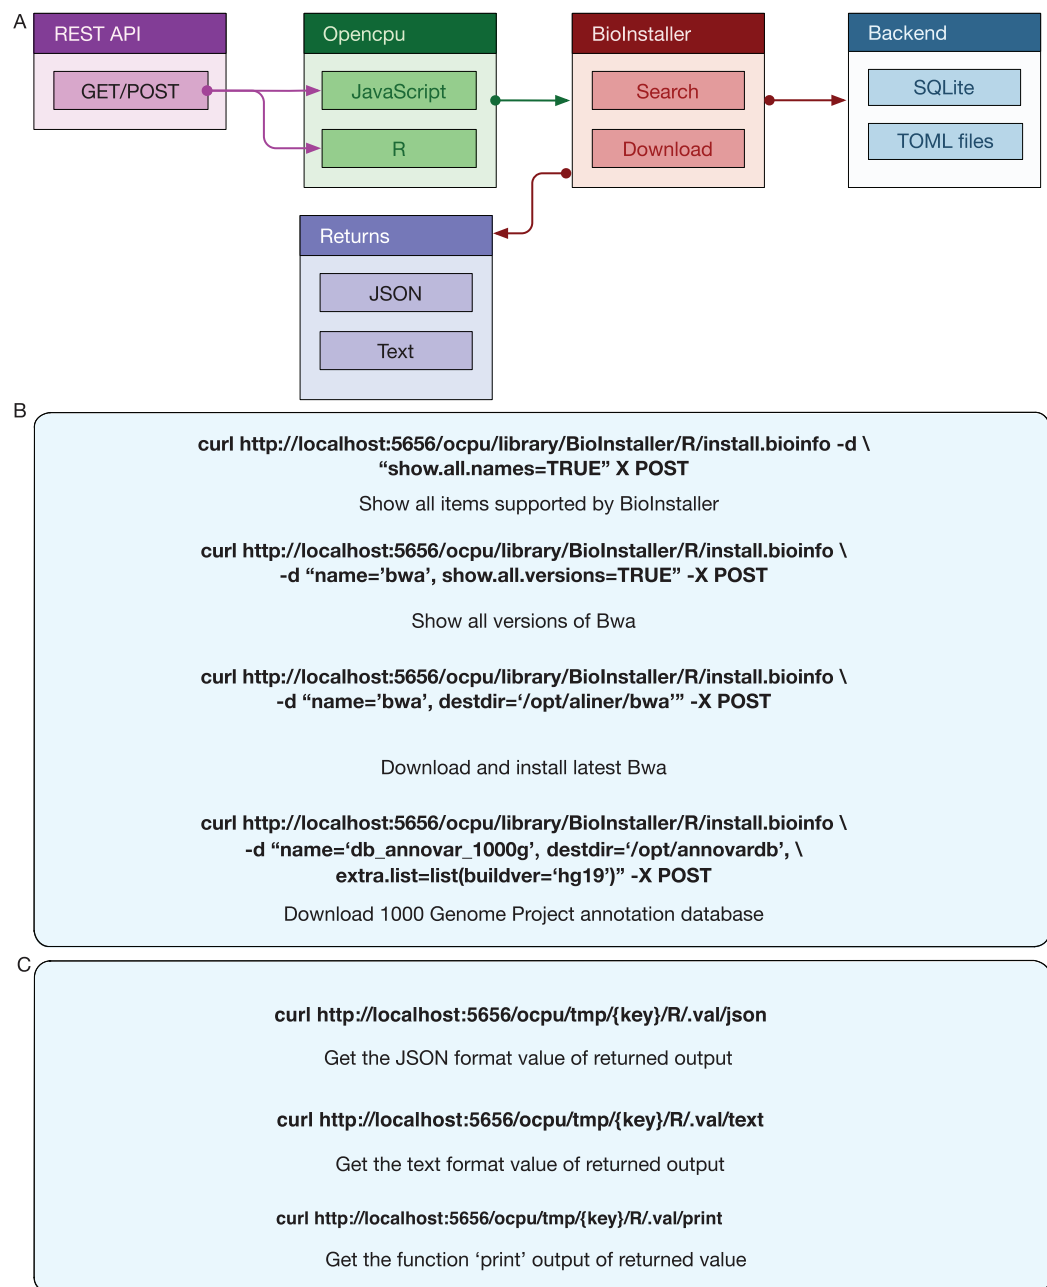 A
REST API
GET/POST
Opencpu
JavaScript
R
BioInstaller
Search
Download
Backend
SQLite
TOML files
Returns
JSON
Text
B
curl http://localhost:5656/ocpu/library/BioInstaller/R/install.bioinfo -d \
“show.all.names=TRUE” X POST
Show all items supported by BioInstaller
curl http://localhost:5656/ocpu/library/BioInstaller/R/install.bioinfo \
-d “name=’bwa’, show.all.versions=TRUE” -X POST
Show all versions of Bwa
curl http://localhost:5656/ocpu/library/BioInstaller/R/install.bioinfo \
-d “name=’bwa’, destdir=‘/opt/aliner/bwa’” -X POST
Download and install latest Bwa
curl http://localhost:5656/ocpu/library/BioInstaller/R/install.bioinfo \
-d “name=‘db_annovar_1000g’, destdir=‘/opt/annovardb’, \
extra.list=list(buildver=‘hg19’)” -X POST
Download 1000 Genome Project annotation database
C
curl http://localhost:5656/ocpu/tmp/{key}/R/.val/json
Get the JSON format value of returned output
curl http://localhost:5656/ocpu/tmp/{key}/R/.val/text
Get the text format value of returned output
curl http://localhost:5656/ocpu/tmp/{key}/R/.val/print
Get the function ‘print’ output of returned value